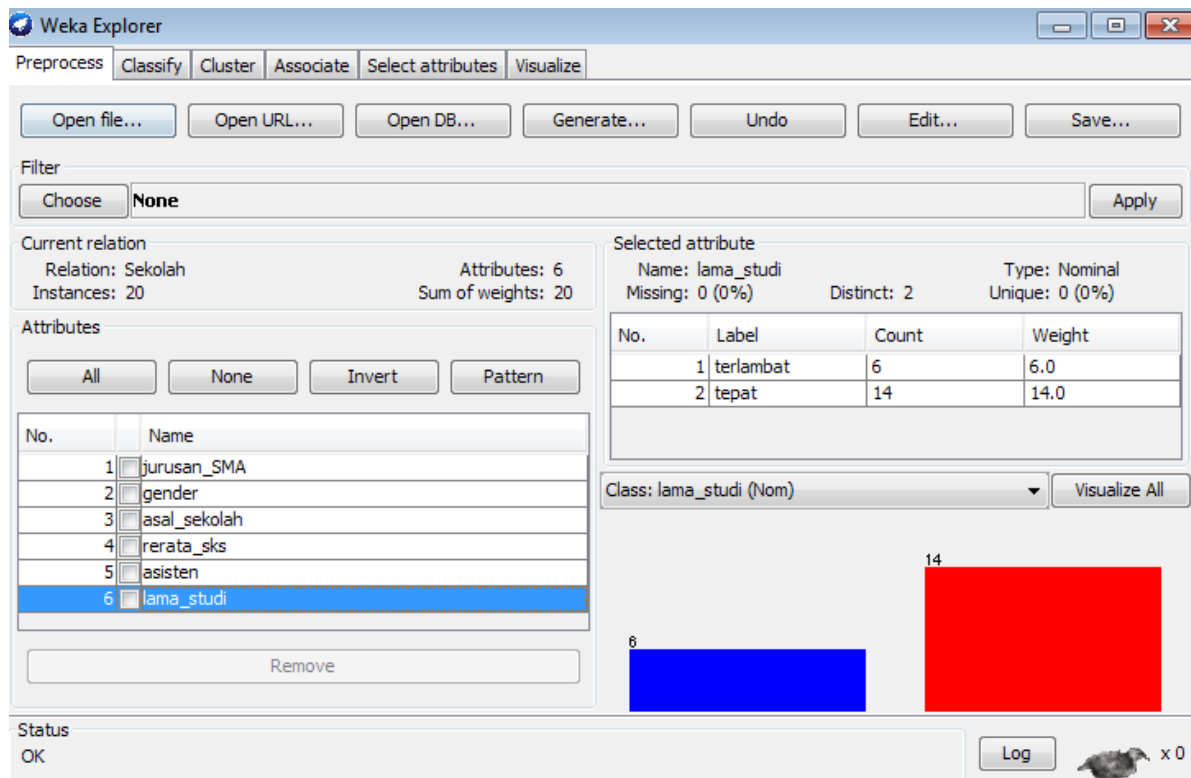 Weka Explorer
Preprocess Classify Cluster Associate Select attributes Visualize
Open file... Open URL... Open DB... Generate... Undo Edit... Save...
Filter
Choose None Apply
Current relation
Relation: Sekolah Attributes: 6
Instances: 20 Sum of weights: 20
Selected attribute
Name: lama_studi Type: Nominal
Missing: 0 (0%) Distinct: 2 Unique: 0 (0%)
Attributes
All None Invert Pattern
No. Name
1 jurusan_SMA
2 gender
3 asal_sekolah
4 rerata_sks
5 asisten
6 lama_studi
Remove
No. Label Count Weight
1 terlambat 6 6.0
2 tepat 14 14.0
Class: lama_studi (Nom) Visualize All
6
14
Status
OK
Log x 0